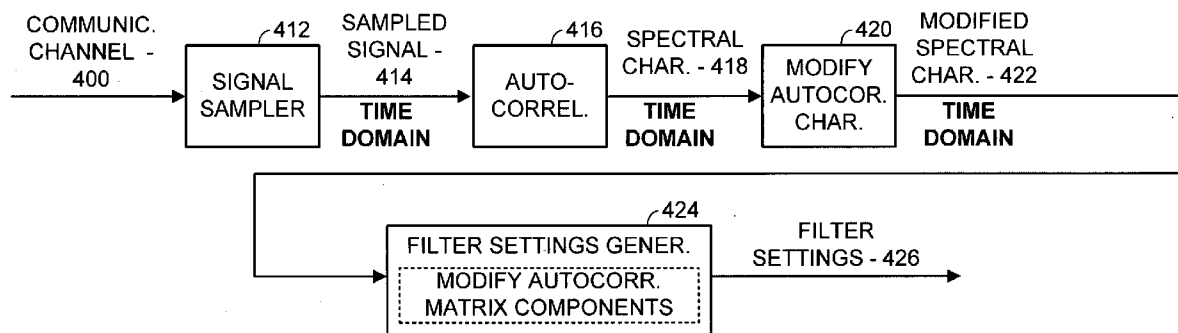 COMMUNIC.
CHANNEL -
400
412
SIGNAL
SAMPLER
SAMPLED
SIGNAL -
414
TIME
DOMAIN
416
AUTO-
CORREL.
SPECTRAL
CHAR. - 418
TIME
DOMAIN
420
MODIFY
AUTOCOR.
CHAR.
MODIFIED
SPECTRAL
CHAR. - 422
TIME
DOMAIN
424
FILTER SETTINGS GENER.
MODIFY AUTOCORR.
MATRIX COMPONENTS
FILTER
SETTINGS - 426